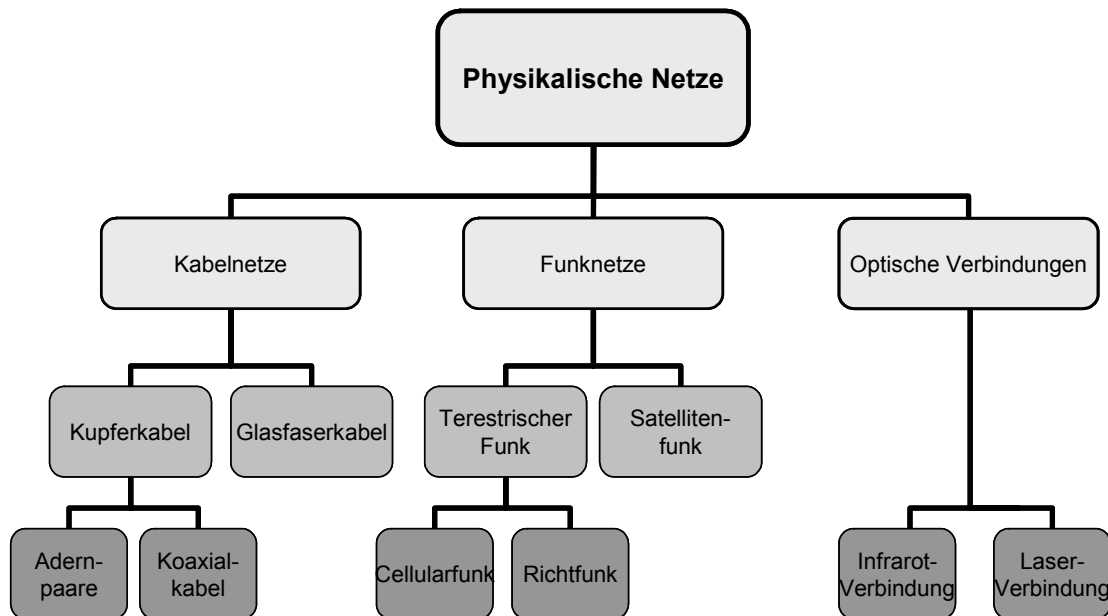 Physikalische Netze
Kabelnetze
Funknetze
Optische Verbindungen
Kupferkabel
Glasfaserkabel
Terestrischer
Funk
Satelliten-
funk
Adern-
paare
Koaxial-
kabel
Cellularfunk
Richtfunk
Infrarot-
Verbindung
Laser-
Verbindung